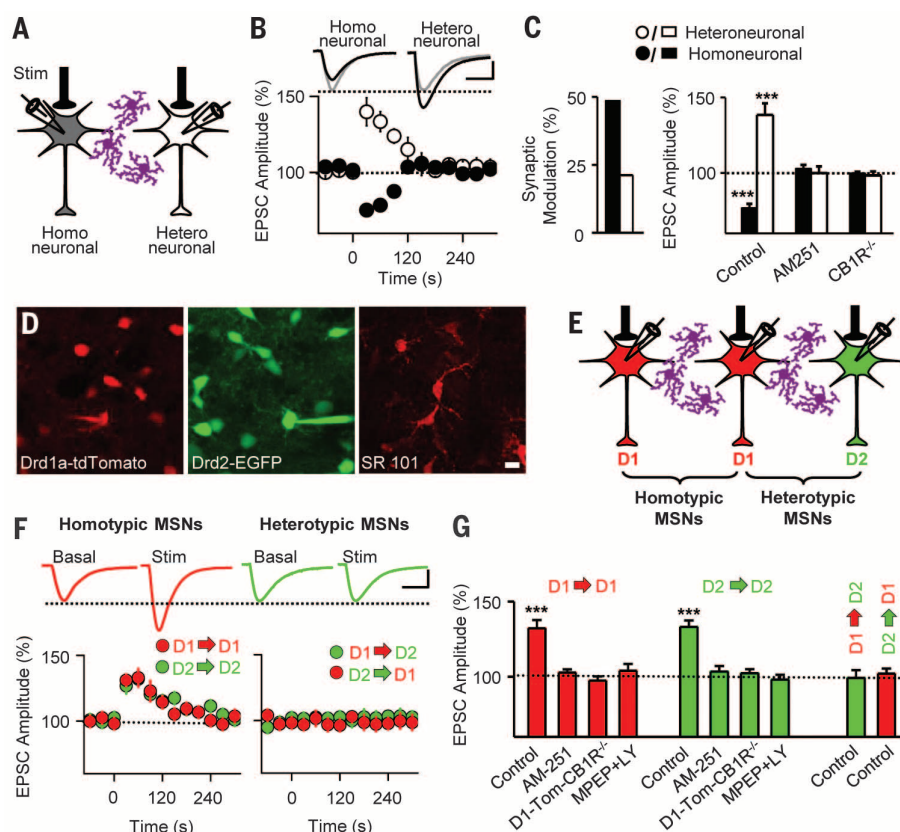 A
Stim
Homo
neuronal
Hetero
neuronal
B
Homo
neuronal
Hetero
neuronal
EPSC Amplitude (%)
150
100
0
120
240
Time (s)
C
Heteroneuronal
Homoneuronal
Synaptic
Modulation (%)
50
25
0
EPSC Amplitude (%)
150
100
***
***
Control
AM251
CB1R-/-
D
Drd1a-tdTomato
Drd2-EGFP
SR 101
E
D1
D1
D2
Homotypic
MSNs
Heterotypic
MSNs
F
Homotypic MSNs
Heterotypic MSNs
Basal
Stim
Basal
Stim
EPSC Amplitude (%)
150
100
D1 D1
D2 D2
D1 D2
D2 D1
0
120
240
0
120
240
Time (s)
Time (s)
G
EPSC Amplitude (%)
150
100
D1 D1
D2 D2
D1 D2
D2 D1
***
***
Control
AM-251
D1-Tom-CB1R-/-
MPEP+LY
Control
AM-251
D1-Tom-CB1R-/-
MPEP+LY
Control
Control